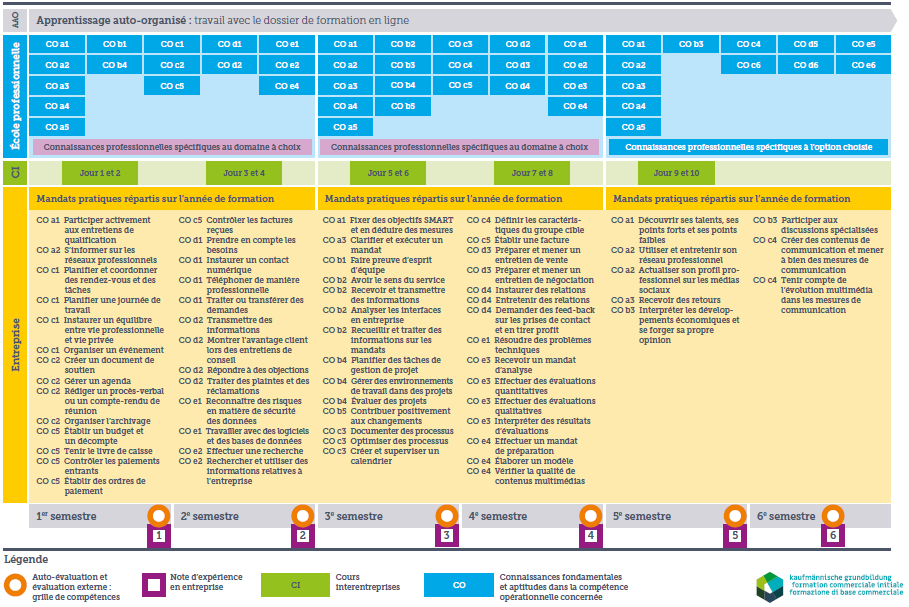 AAO
Apprentissage auto-organisé : travail avec le dossier de formation en ligne
École professionnelle
CO a1 CO b1 CO c1 CO d1 CO e1
CO a2 CO b4 CO c2 CO d2 CO e2
CO a3 CO c5 CO e4
CO a4
CO a5
Connaissances professionnelles spécifiques au domaine à choix
CO a1 CO b2 CO c3 CO d2 CO e1
CO a2 CO b3 CO c4 CO d3 CO e2
CO a3 CO b4 CO c5 CO d4 CO e3
CO a4 CO b5 CO e4
CO a5
Connaissances professionnelles spécifiques au domaine à choix
CO a1 CO b3 CO c4 CO d5 CO e5
CO a2 CO c6 CO d6 CO e6
CO a3
CO a4
CO a5
Connaissances professionnelles spécifiques à l'option choisie
CI
Jour 1 et 2
Jour 3 et 4
Jour 5 et 6
Jour 7 et 8
Jour 9 et 10
Entreprise
Mandats pratiques répartis sur l'année de formation
CO a1 Participer activement
aux entretiens de
qualification
CO a2 S'informer sur les
réseaux professionnels
CO c1 Planifier et coordonner
des rendez-vous et des
tâches
CO c1 Planifier une journée de
travail
CO c1 Instaurer un équilibre
entre vie professionnelle
et vie privée
CO c1 Organiser un événement
CO c2 Créer un document de
soutien
CO c2 Gérer un agenda
CO c2 Rédiger un procès-verbal
ou un compte-rendu de
réunion
CO c2 Organiser l'archivage
CO c5 Établir un budget et
un décompte
CO c5 Tenir le livre de caisse
CO c5 Contrôler les paiements
entrants
CO c5 Établir des ordres de
paiement
CO c5 Contrôler les factures
reçues
CO d1 Prendre en compte les
besoins
CO d1 Instaurer un contact
numérique
CO d1 Téléphoner de manière
professionnelle
CO d1 Traiter ou transférer des
demandes
CO d2 Transmettre des
informations
CO d2 Montrer l'avantage client
lors des entretiens de
conseil
CO d2 Répondre à des objections
CO d2 Traiter des plaintes et des
réclamations
CO e1 Reconnaître des risques
en matière de sécurité
des données
CO e1 Travailler avec des logiciels
et des bases de données
CO e2 Effectuer une recherche
CO e2 Rechercher et utiliser des
informations relatives à
l'entreprise
Mandats pratiques répartis sur l'année de formation
CO a1 Fixer des objectifs SMART
et en déduire des mesures
CO a3 Clarifier et exécuter un
mandat
CO b1 Faire preuve d'esprit
d'équipe
CO b2 Avoir le sens du service
CO b2 Recevoir et transmettre
des informations
CO b2 Analyser les interfaces
en entreprise
CO b2 Recueillir et traiter des
informations sur les
mandats
CO b4 Planifier des tâches de
gestion de projet
CO b4 Gérer des environnements
de travail dans des projets
CO b4 Évaluer des projets
CO b5 Contribuer positivement
aux changements
CO c3 Documenter des processus
CO c3 Optimiser des processus
CO c3 Créer et superviser un
calendrier
CO c4 Définir les caractéris-
tiques du groupe cible
CO c5 Établir une facture
CO d3 Préparer et mener un
entretien de vente
CO d3 Préparer et mener un
entretien de négociation
CO d4 Instaurer des relations
CO d4 Entretenir des relations
CO d4 Demander des feed-back
sur les prises de contact
et en tirer profit
CO e1 Résoudre des problèmes
techniques
CO e3 Recevoir un mandat
d'analyse
CO e3 Effectuer des évaluations
quantitatives
CO e3 Effectuer des évaluations
qualitatives
CO e3 Interpréter des résultats
d'évaluations
CO e4 Effectuer un mandat
de préparation
CO e4 Élaborer un modèle
CO e4 Vérifier la qualité de
contenus multimédias
Mandats pratiques répartis sur l'année de formation
CO a1 Découvrir ses talents, ses
points forts et ses points
faibles
CO a2 Utiliser et entretenir son
réseau professionnel
CO a2 Actualiser son profil pro-
fessionnel sur les médias
sociaux
CO a3 Recevoir des retours
CO b3 Interpréter les dévelop-
pements économiques et
se forger sa propre
opinion
CO b3 Participer aux
discussions spécialisées
CO c4 Créer des contenus de
communication et mener
à bien des mesures de
communication
CO c4 Tenir compte de
l'évolution multimédia
dans les mesures de
communication
1er semestre 1
2e semestre 2
3e semestre 3
4e semestre 4
5e semestre 5
6e semestre 6
Légende
Auto-évaluation et
évaluation externe :
grille de compétences
Note d'expérience
en entreprise
CI
Cours
interentreprises
CO
Connaissances fondamentales
et aptitudes dans la compétence
opérationnelle concernée
kaufmännische grundbildung
formation commerciale initiale
formazione di base commerciale